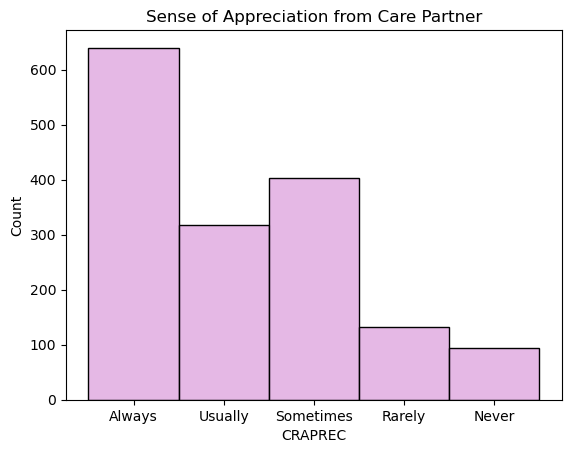 Sense of Appreciation from Care Partner
600
500
400
300
200
100
0
Count
Always Usually Sometimes Rarely Never
CRAPREC